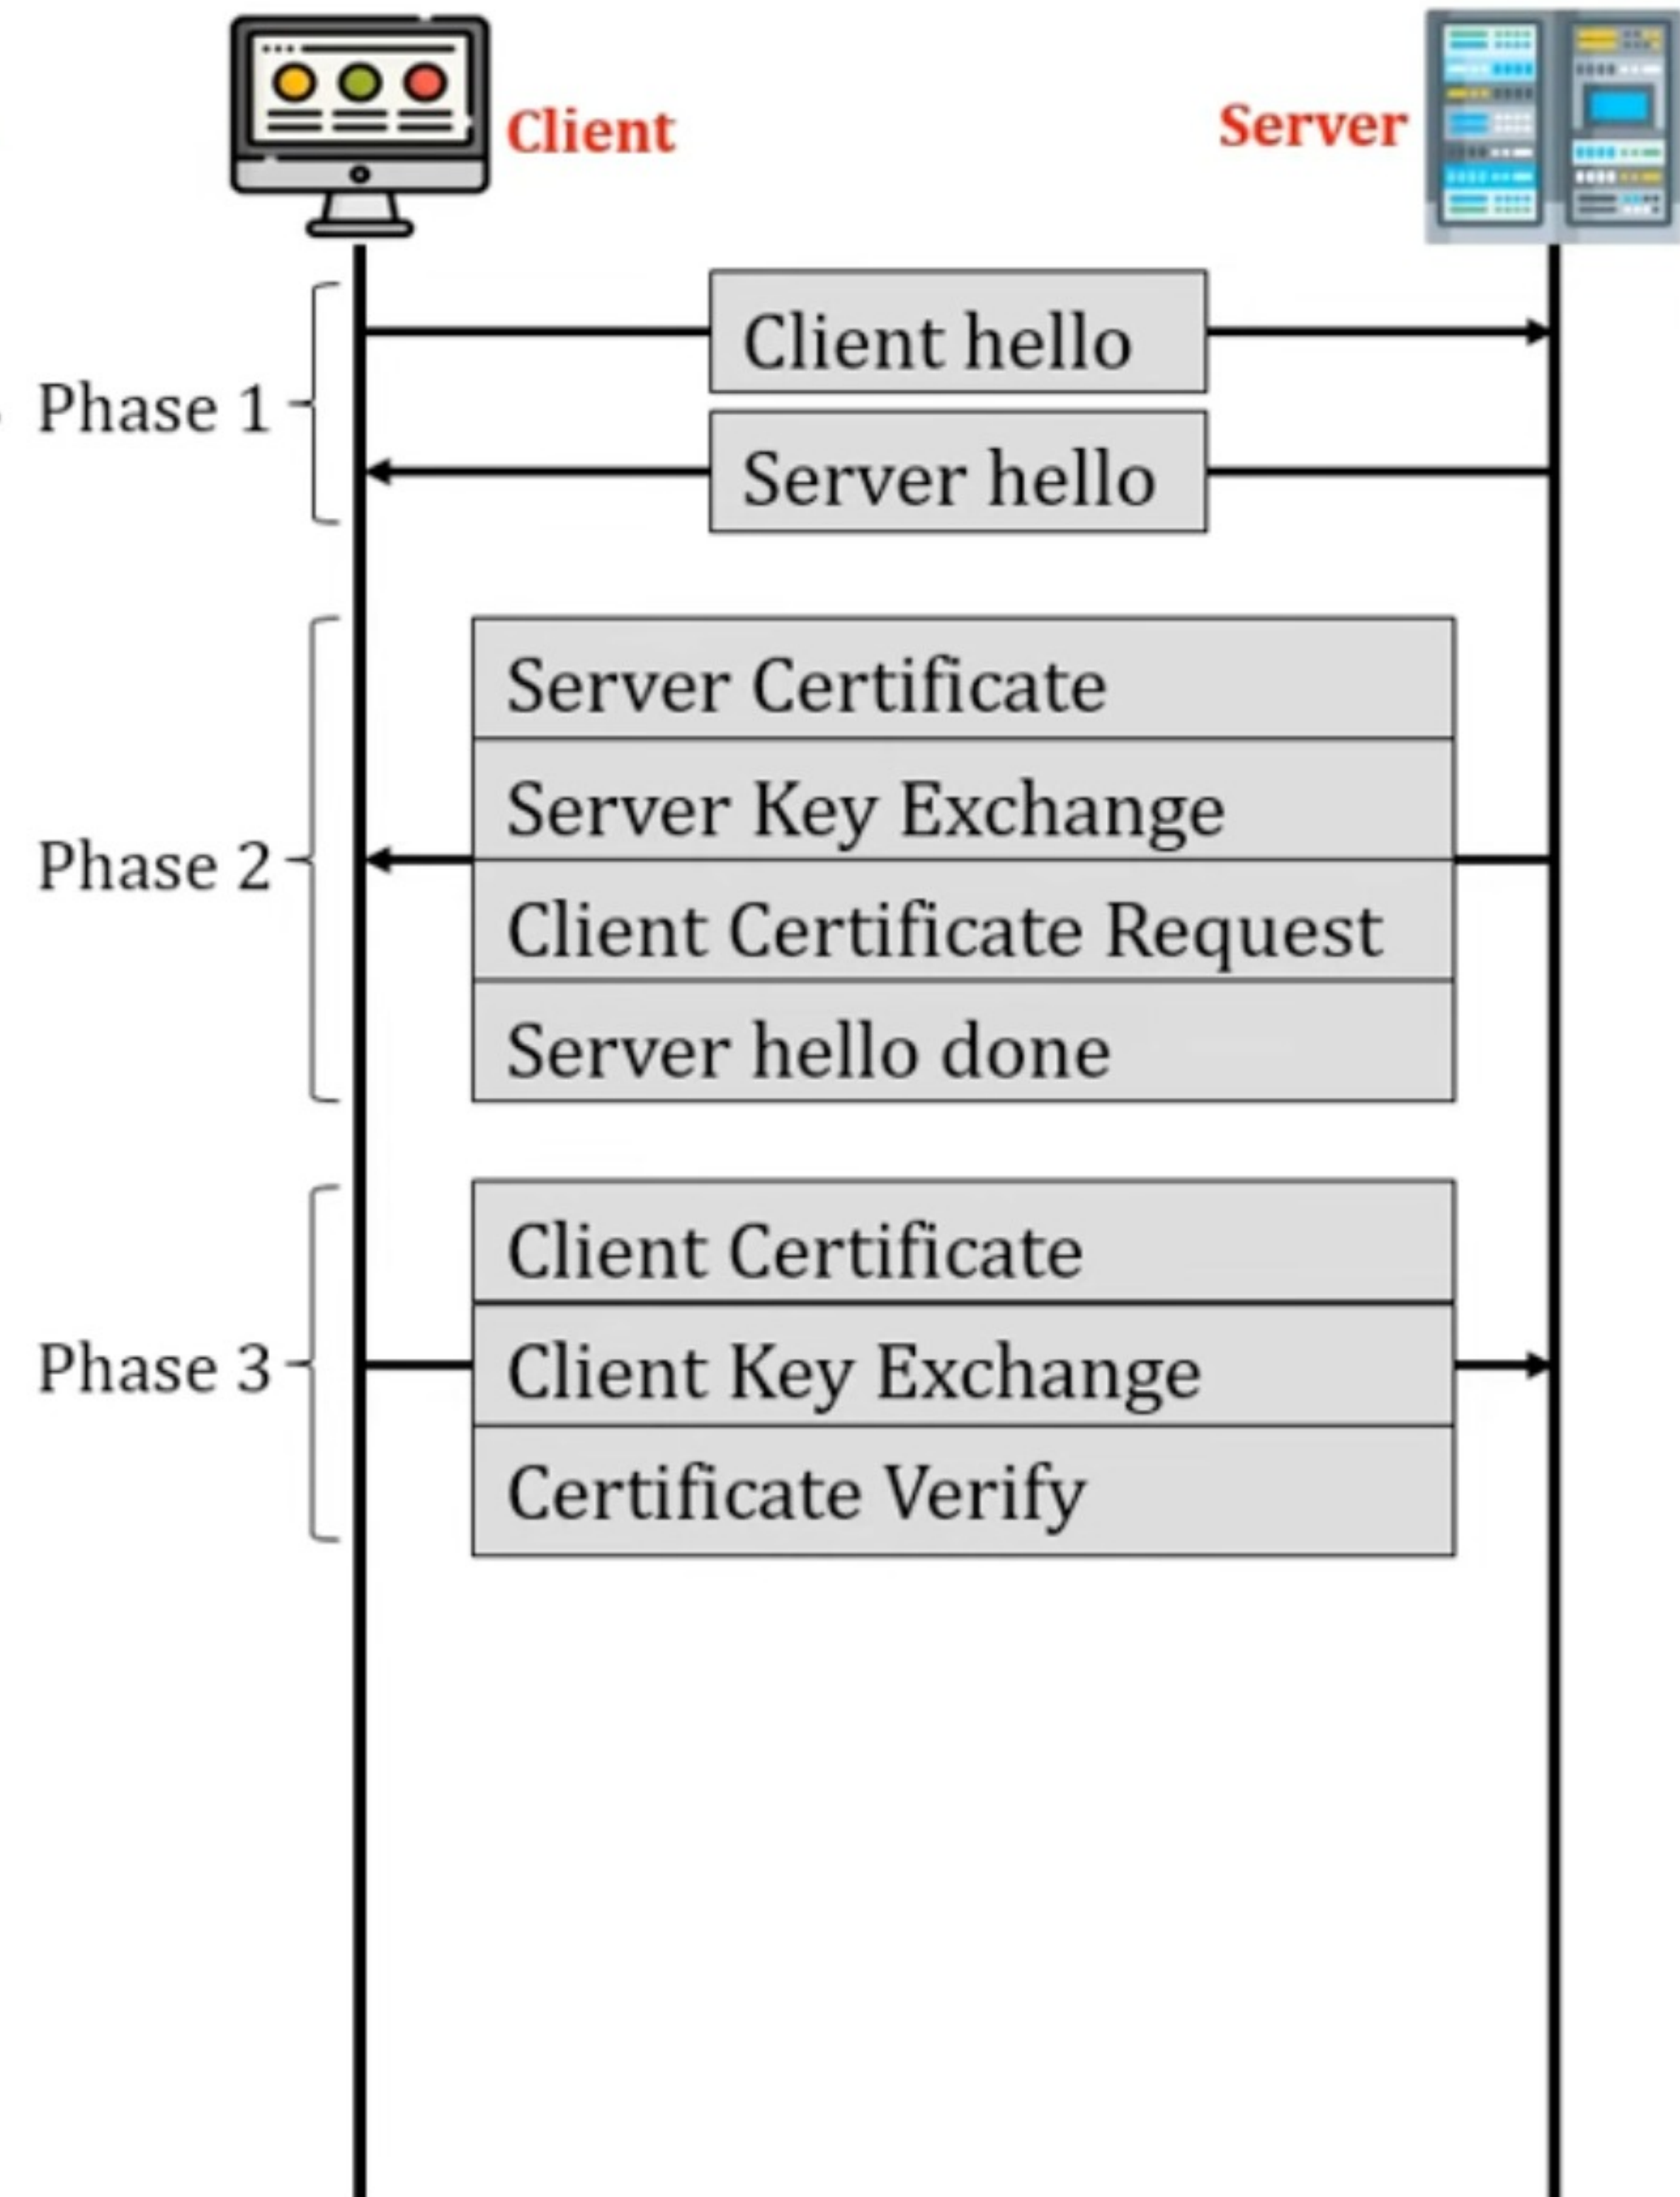 Client
Server
Client hello
Phase 1
Server hello
Server Certificate
Server Key Exchange
Phase 2
Client Certificate Request
Server hello done
Client Certificate
Phase 3
Client Key Exchange
Certificate Verify